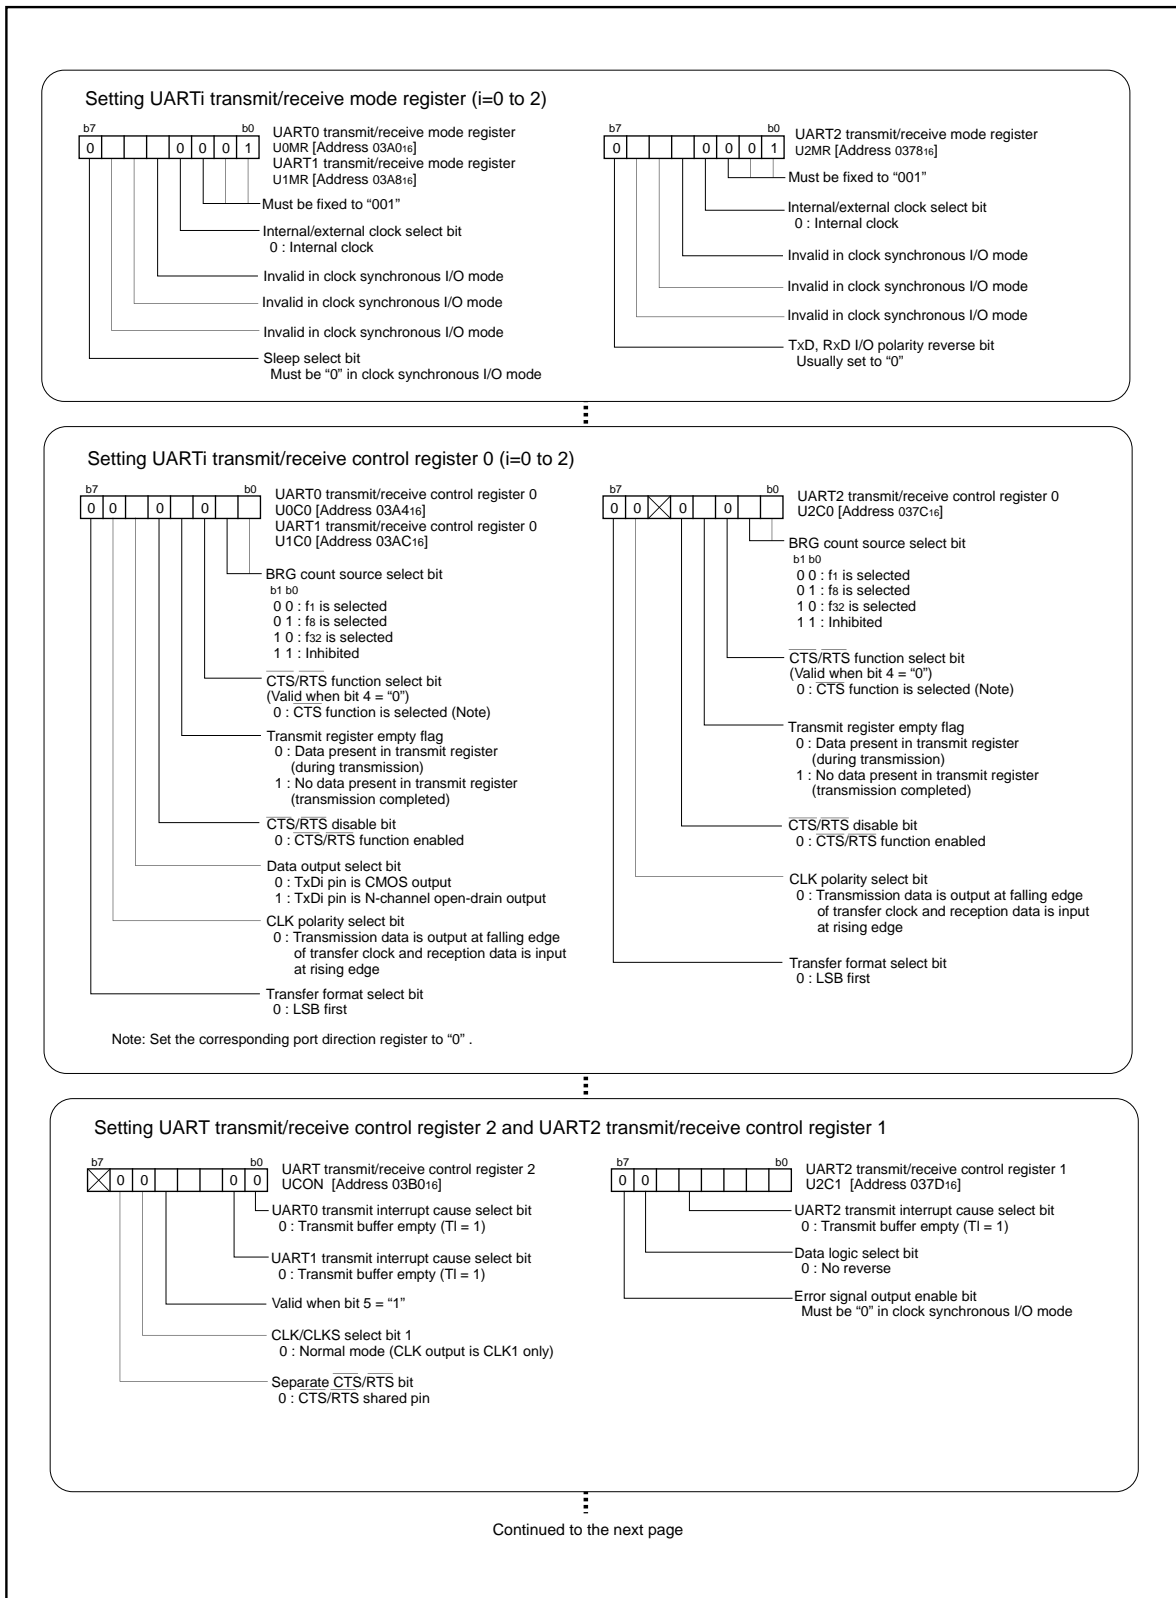 Setting UARTi transmit/receive mode register (i=0 to 2)
b7 b0
0 0 0 0 1
UART0 transmit/receive mode register
U0MR [Address 03A016]
UART1 transmit/receive mode register
U1MR [Address 03A816]
Must be fixed to “001”
Internal/external clock select bit
0 : Internal clock
Invalid in clock synchronous I/O mode
Invalid in clock synchronous I/O mode
Invalid in clock synchronous I/O mode
Sleep select bit
Must be “0” in clock synchronous I/O mode
b7 b0
0 0 0 0 1
UART2 transmit/receive mode register
U2MR [Address 037816]
Must be fixed to “001”
Internal/external clock select bit
0 : Internal clock
Invalid in clock synchronous I/O mode
Invalid in clock synchronous I/O mode
Invalid in clock synchronous I/O mode
TxD, RxD I/O polarity reverse bit
Usually set to “0”
Setting UARTi transmit/receive control register 0 (i=0 to 2)
b7 b0
0 0 0 0
UART0 transmit/receive control register 0
U0C0 [Address 03A416]
UART1 transmit/receive control register 0
U1C0 [Address 03AC16]
BRG count source select bit
b1 b0
0 0 : f1 is selected
0 1 : f8 is selected
1 0 : f32 is selected
1 1 : Inhibited
CTS/RTS function select bit
(Valid when bit 4 = “0”)
0 : CTS function is selected (Note)
Transmit register empty flag
0 : Data present in transmit register
(during transmission)
1 : No data present in transmit register
(transmission completed)
CTS/RTS disable bit
0 : CTS/RTS function enabled
Data output select bit
0 : TxDi pin is CMOS output
1 : TxDi pin is N-channel open-drain output
CLK polarity select bit
0 : Transmission data is output at falling edge
of transfer clock and reception data is input
at rising edge
Transfer format select bit
0 : LSB first
Note: Set the corresponding port direction register to “0” .
b7 b0
0 0 0 0
UART2 transmit/receive control register 0
U2C0 [Address 037C16]
BRG count source select bit
b1 b0
0 0 : f1 is selected
0 1 : f8 is selected
1 0 : f32 is selected
1 1 : Inhibited
CTS/RTS function select bit
(Valid when bit 4 = “0”)
0 : CTS function is selected (Note)
Transmit register empty flag
0 : Data present in transmit register
(during transmission)
1 : No data present in transmit register
(transmission completed)
CTS/RTS disable bit
0 : CTS/RTS function enabled
CLK polarity select bit
0 : Transmission data is output at falling edge
of transfer clock and reception data is input
at rising edge
Transfer format select bit
0 : LSB first
Setting UART transmit/receive control register 2 and UART2 transmit/receive control register 1
b7 b0
0 0 0 0
UART transmit/receive control register 2
UCON [Address 03B016]
UART0 transmit interrupt cause select bit
0 : Transmit buffer empty (TI = 1)
UART1 transmit interrupt cause select bit
0 : Transmit buffer empty (TI = 1)
Valid when bit 5 = “1”
CLK/CLKS select bit 1
0 : Normal mode (CLK output is CLK1 only)
Separate CTS/RTS bit
0 : CTS/RTS shared pin
b7 b0
0 0
UART2 transmit/receive control register 1
U2C1 [Address 037D16]
UART2 transmit interrupt cause select bit
0 : Transmit buffer empty (TI = 1)
Data logic select bit
0 : No reverse
Error signal output enable bit
Must be “0” in clock synchronous I/O mode
Continued to the next page